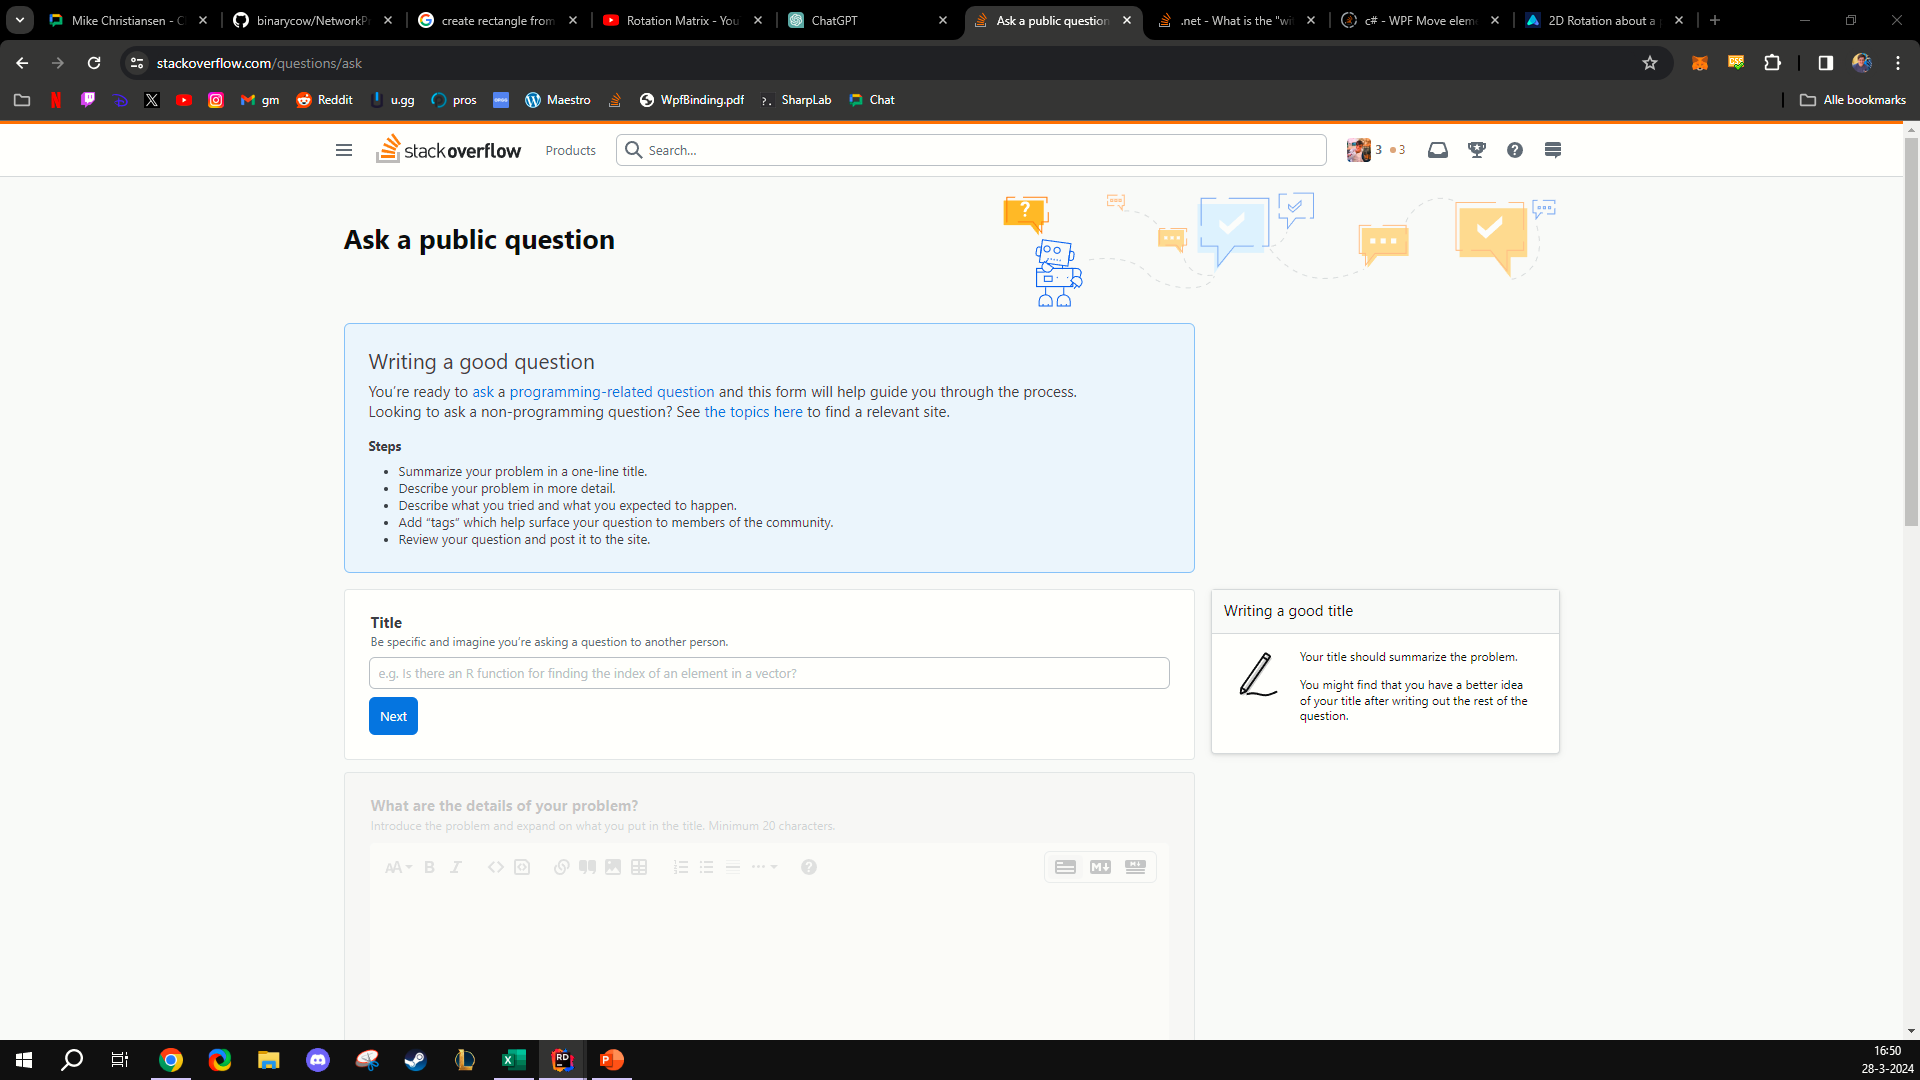 Mike Christiansen - C
binarycow/NetworkPr
create rectangle from
Rotation Matrix - You
ChatGPT
Ask a public question
.net - What is the "wit
c# - WPF Move elem
2D Rotation about a p
stackoverflow.com/questions/ask
gm
Reddit
u.gg
pros
Maestro
WpfBinding.pdf
SharpLab
Chat
Alle bookmarks
stackoverflow
Products
Search...
3
3
Ask a public question
Writing a good question
You're ready to ask a programming-related question and this form will help guide you through the process.
Looking to ask a non-programming question? See the topics here to find a relevant site.
Steps
• Summarize your problem in a one-line title.
• Describe your problem in more detail.
• Describe what you tried and what you expected to happen.
• Add “tags” which help surface your question to members of the community.
• Review your question and post it to the site.
Title
Be specific and imagine you're asking a question to another person.
e.g. Is there an R function for finding the index of an element in a vector?
Next
Writing a good title
Your title should summarize the problem.
You might find that you have a better idea
of your title after writing out the rest of the
question.
What are the details of your problem?
Introduce the problem and expand on what you put in the title. Minimum 20 characters.
16:50
28-3-2024